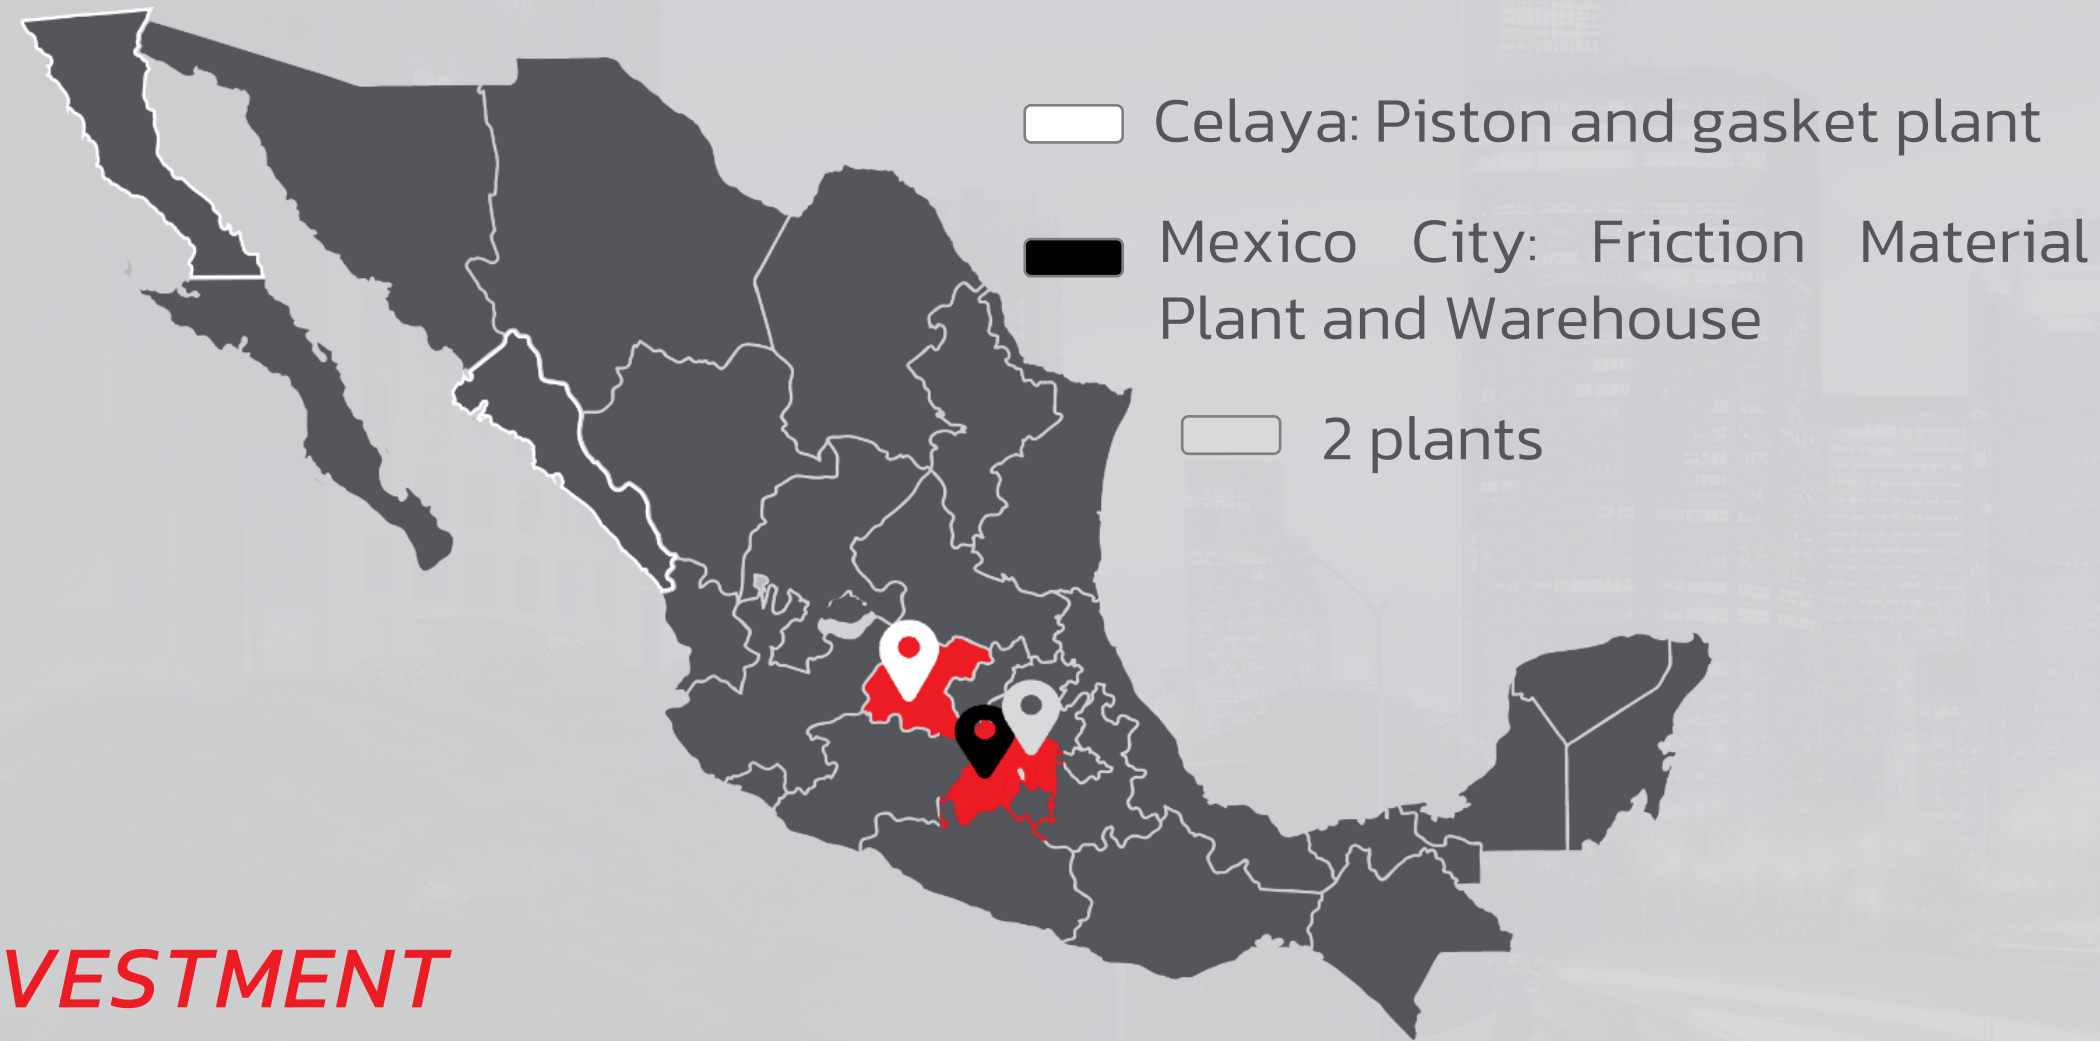 Celaya: Piston and gasket plant
Mexico City: Friction Material
Plant and Warehouse
2 plants
VESTMENT